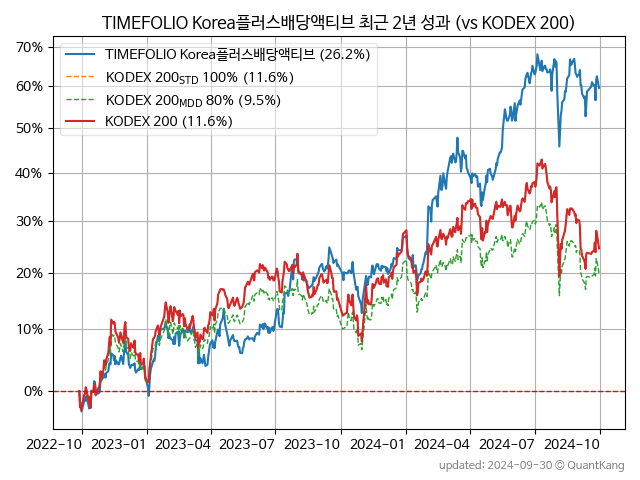 TIMEFOLIO Korea플러스배당액티브 최근 2년 성과 (vs KODEX 200)
TIMEFOLIO Korea플러스배당액티브 (26.2%)
KODEX 200STD 100% (11.6%)
KODEX 200MDD 80% (9.5%)
KODEX 200 (11.6%)
70%
60%
50%
40%
30%
20%
10%
0%
2022-10 2023-01 2023-04 2023-07 2023-10 2024-01 2024-04 2024-07 2024-10
updated: 2024-09-30 © QuantKang